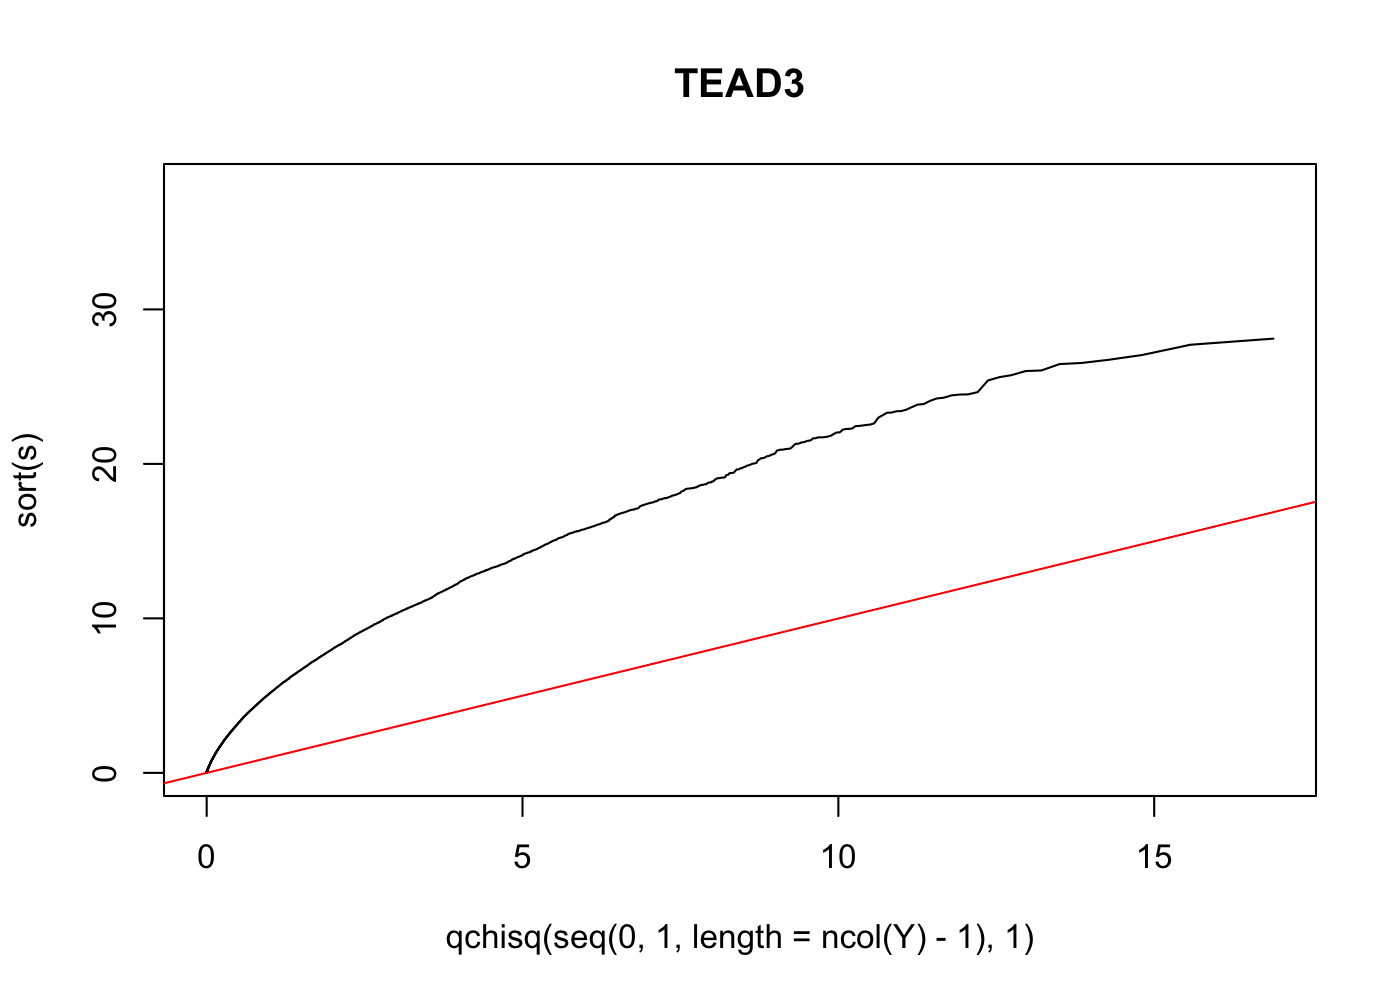 TEAD3
sort(s)
30
20
10
0
0 5 10 15
qchisq(seq(0, 1, length = ncol(Y) - 1), 1)